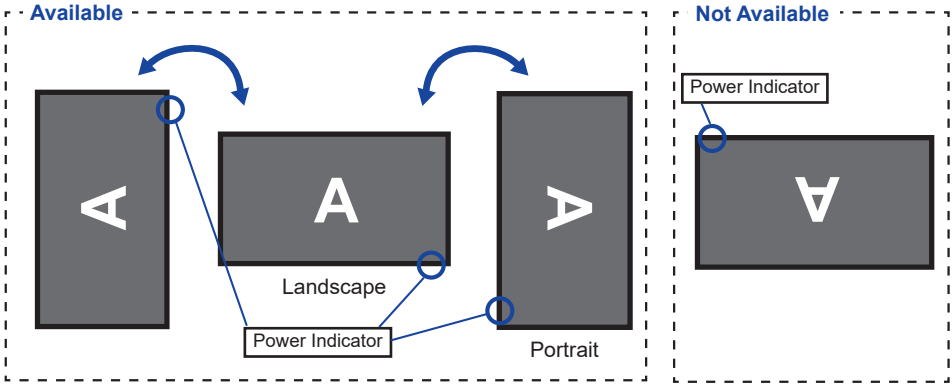 Available
Not Available
Power Indicator
A
A
A
A
Landscape
Power Indicator
Portrait